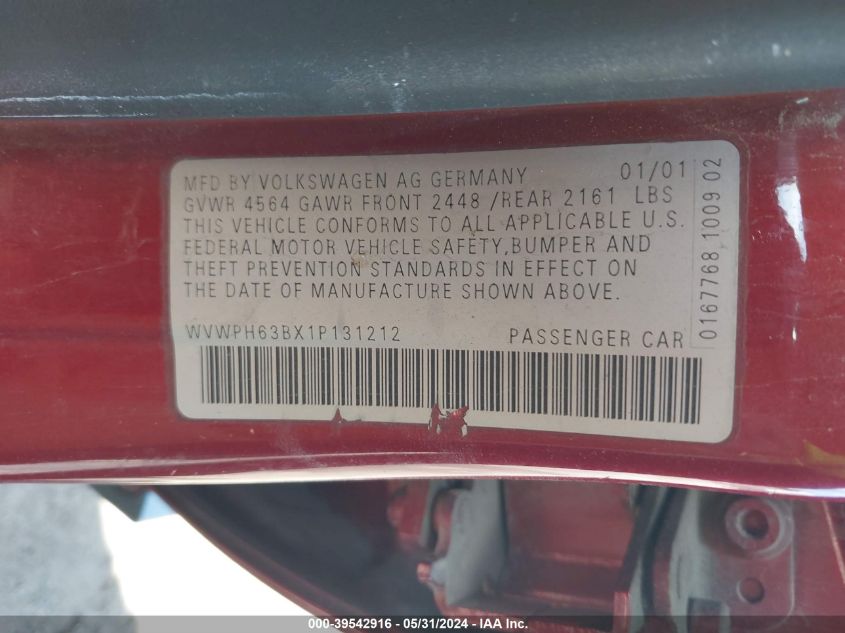 MFD BY VOLKSWAGEN AG GERMANY 01/01
GVWR 4564 GAWR FRONT 2448 /REAR 2161 LBS
THIS VEHICLE CONFORMS TO ALL APPLICABLE U.S.
FEDERAL MOTOR VEHICLE SAFETY,BUMPER AND
THEFT PREVENTION STANDARDS IN EFFECT ON
THE DATE OF MANUFACTURE SHOWN ABOVE.
WVWPH63BX1P131212 PASSENGER CAR
0167768 1009 02
000-39542916 - 05/31/2024 - IAA Inc.